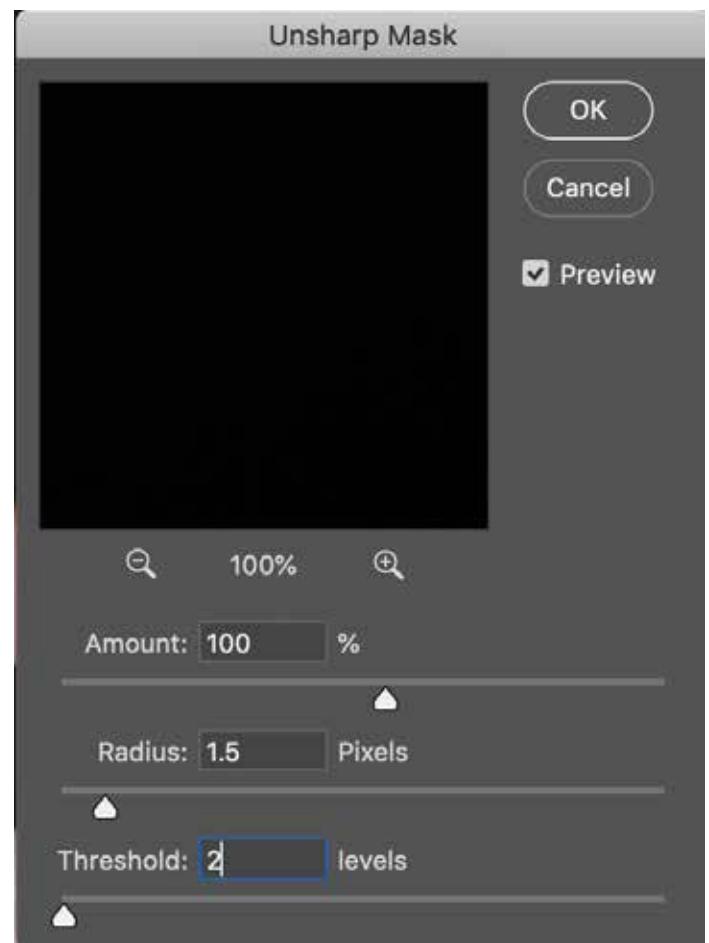 Unsharp Mask
OK
Cancel
Preview
100%
Amount: 100 %
Radius: 1.5 Pixels
Threshold: 2 levels